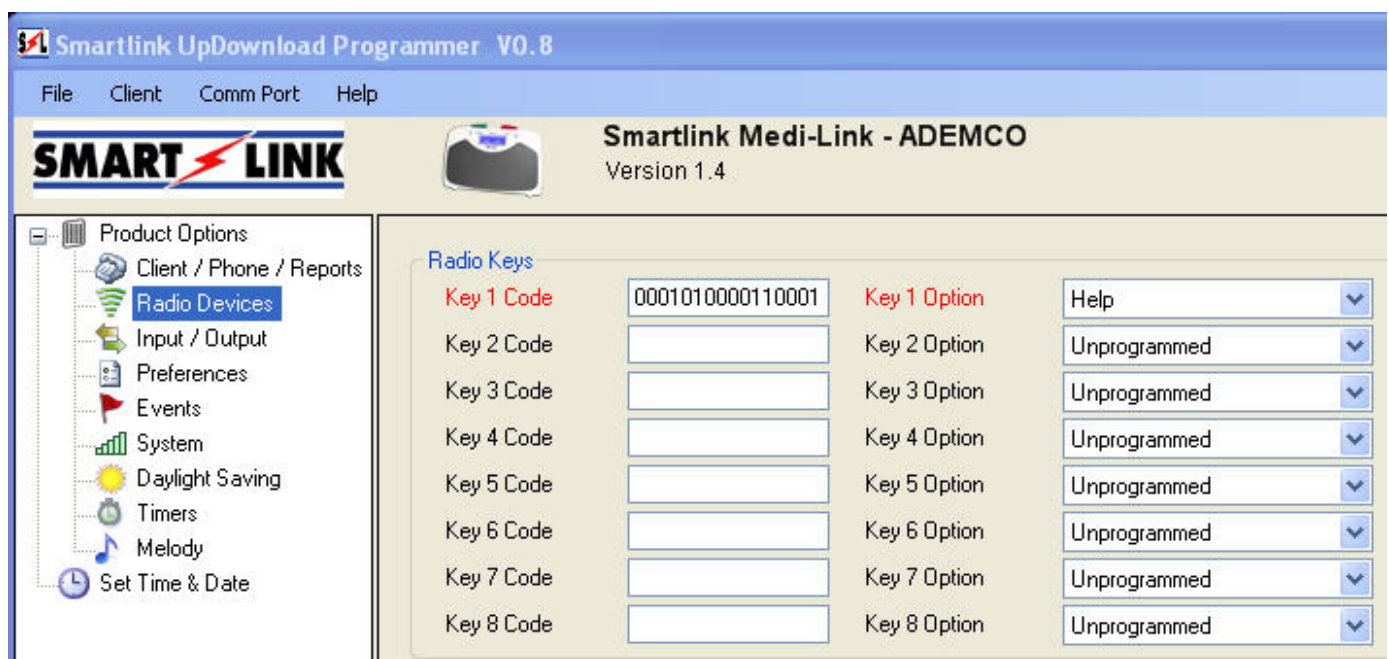 Smartlink UpDownload Programmer V0.8
File Client Comm Port Help
SMART LINK
Smartlink Medi-Link - ADEMCO
Version 1.4
Product Options
Client / Phone / Reports
Radio Devices
Input / Output
Preferences
Events
System
Daylight Saving
Timers
Melody
Set Time & Date
Radio Keys
Key 1 Code 0001010000110001 Key 1 Option Help
Key 2 Code Key 2 Option Unprogrammed
Key 3 Code Key 3 Option Unprogrammed
Key 4 Code Key 4 Option Unprogrammed
Key 5 Code Key 5 Option Unprogrammed
Key 6 Code Key 6 Option Unprogrammed
Key 7 Code Key 7 Option Unprogrammed
Key 8 Code Key 8 Option Unprogrammed